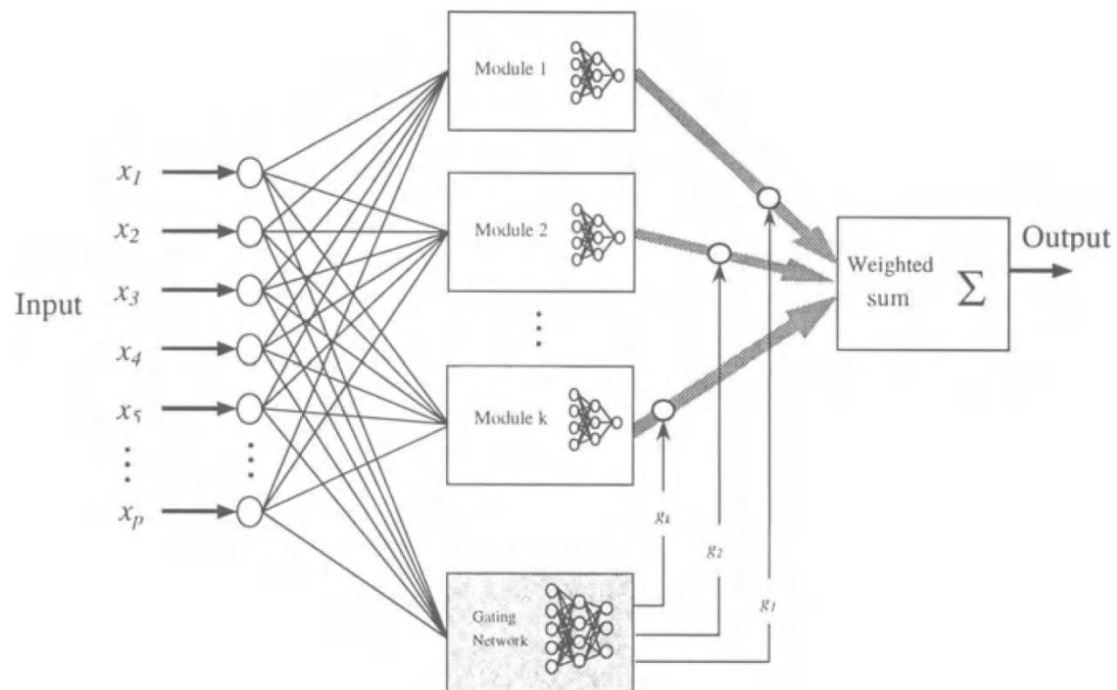 Module 1
x1
x2
Module 2
Output
Weighted
sum Σ
Input
x3
x4
x5
Module k
xp
gk
g2
g1
Gating
Network